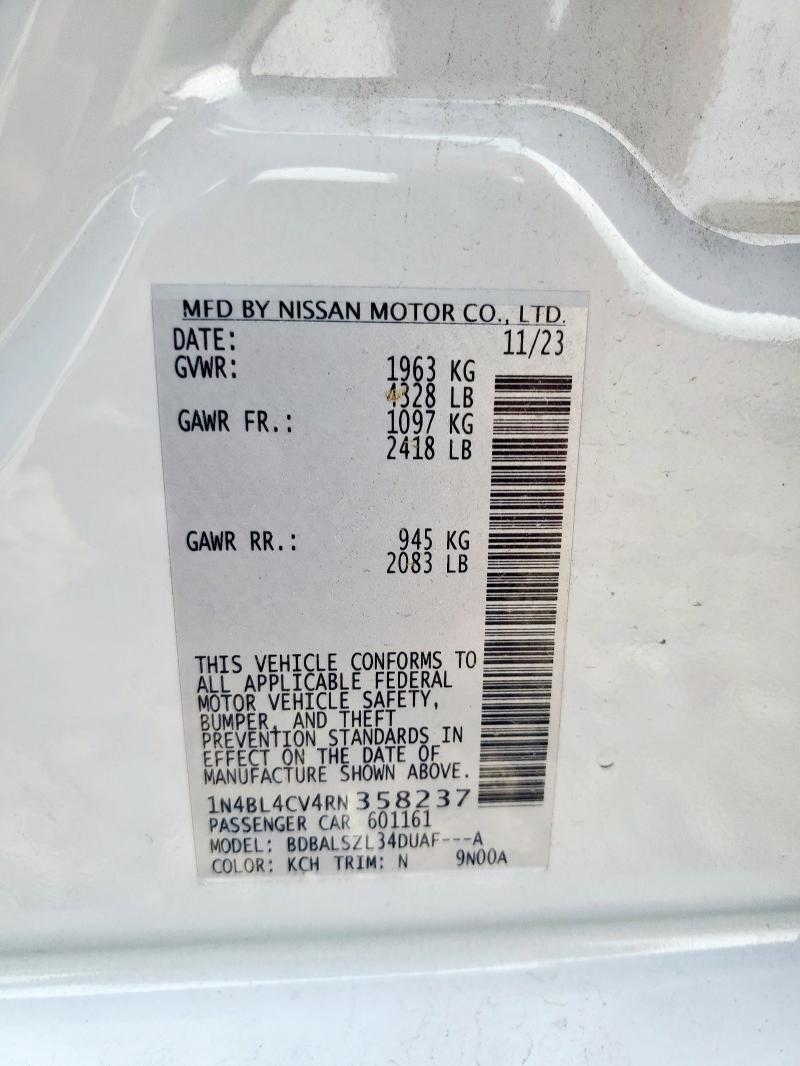 MFD BY NISSAN MOTOR CO., LTD.
DATE: 11/23
GVWR: 1963 KG
4328 LB
GAWR FR.: 1097 KG
2418 LB
GAWR RR.: 945 KG
2083 LB
THIS VEHICLE CONFORMS TO
ALL APPLICABLE FEDERAL
MOTOR VEHICLE SAFETY,
BUMPER, AND THEFT
PREVENTION STANDARDS IN
EFFECT ON THE DATE OF
MANUFACTURE SHOWN ABOVE.
1N4BL4CV4RN358237
PASSENGER CAR 601161
MODEL: BDBALSZL34DUAF---A
COLOR: KCH TRIM: N 9N00A